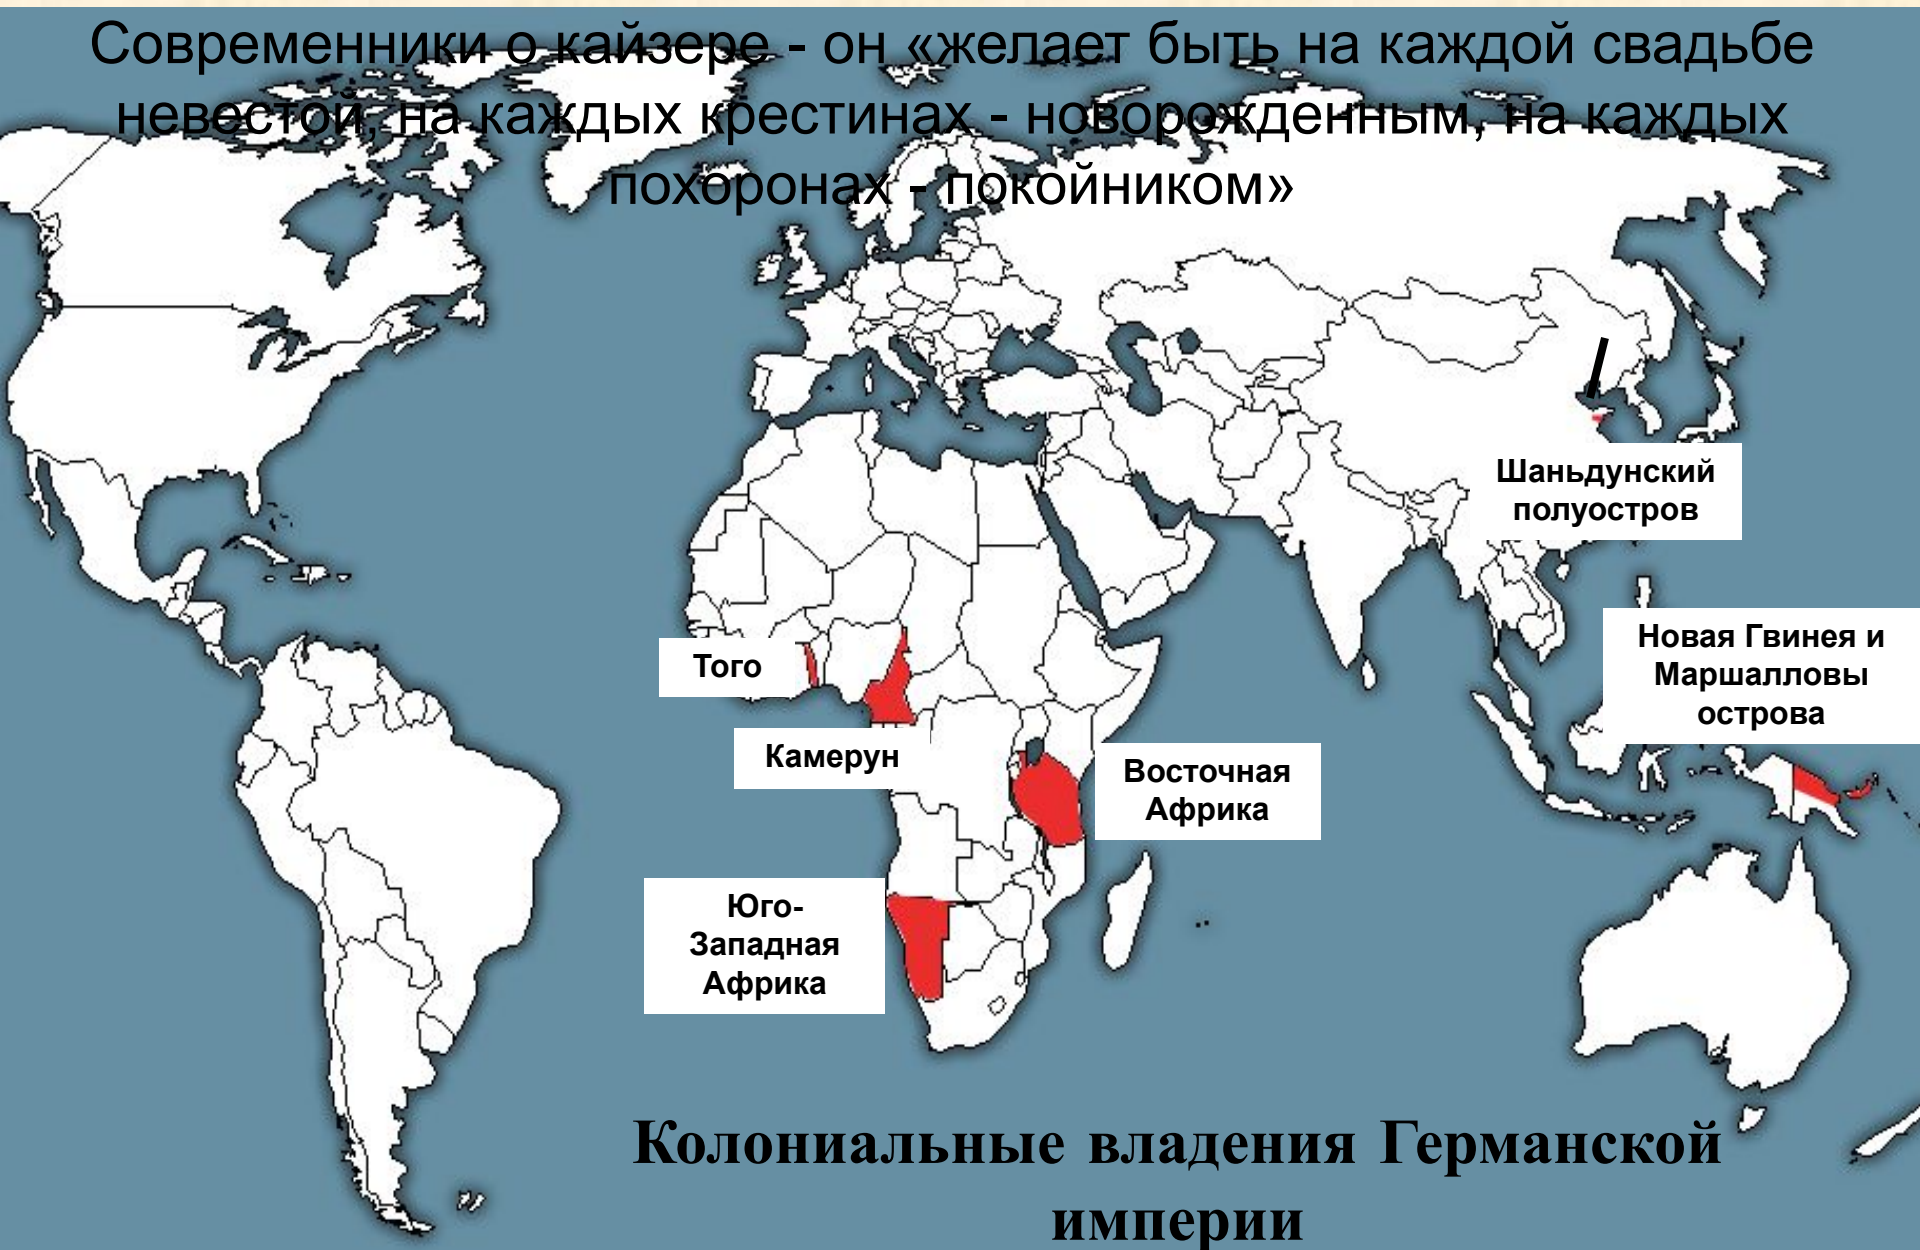 Современники о кайзере - он «желает быть на каждой свадьбе
невестой, на каждых крестинах - новорожденным, на каждых
похоронах - покойником»
Шаньдунский
полуостров
Новая Гвинея и
Маршалловы
острова
Того
Камерун
Восточная
Африка
Юго-
Западная
Африка
Колониальные владения Германской
империи